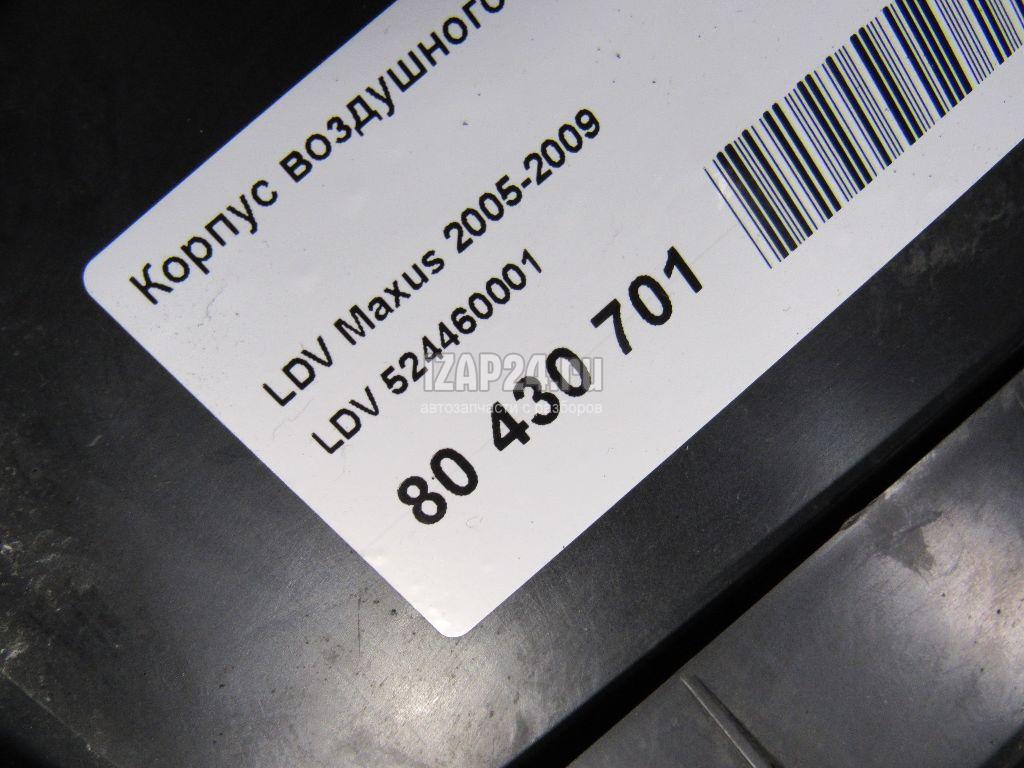 Корпус воздушного
LDV Maxus 2005-2009
LDV 524460001
80 430 701
IZAP24.ru
автозапчасти с разборов